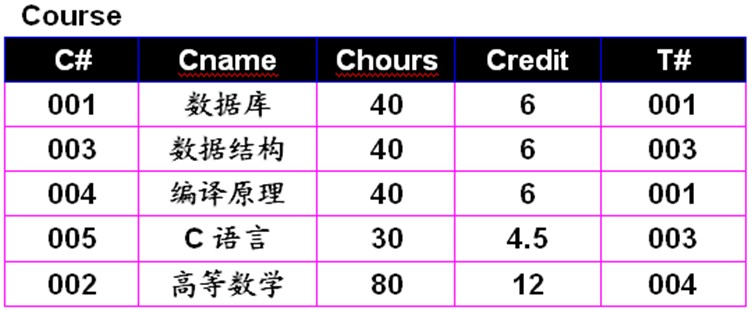 Course
C# Cname Chours Credit T#
001 数据库 40 6 001
003 数据结构 40 6 003
004 编译原理 40 6 001
005 C 语言 30 4.5 003
002 高等数学 80 12 004